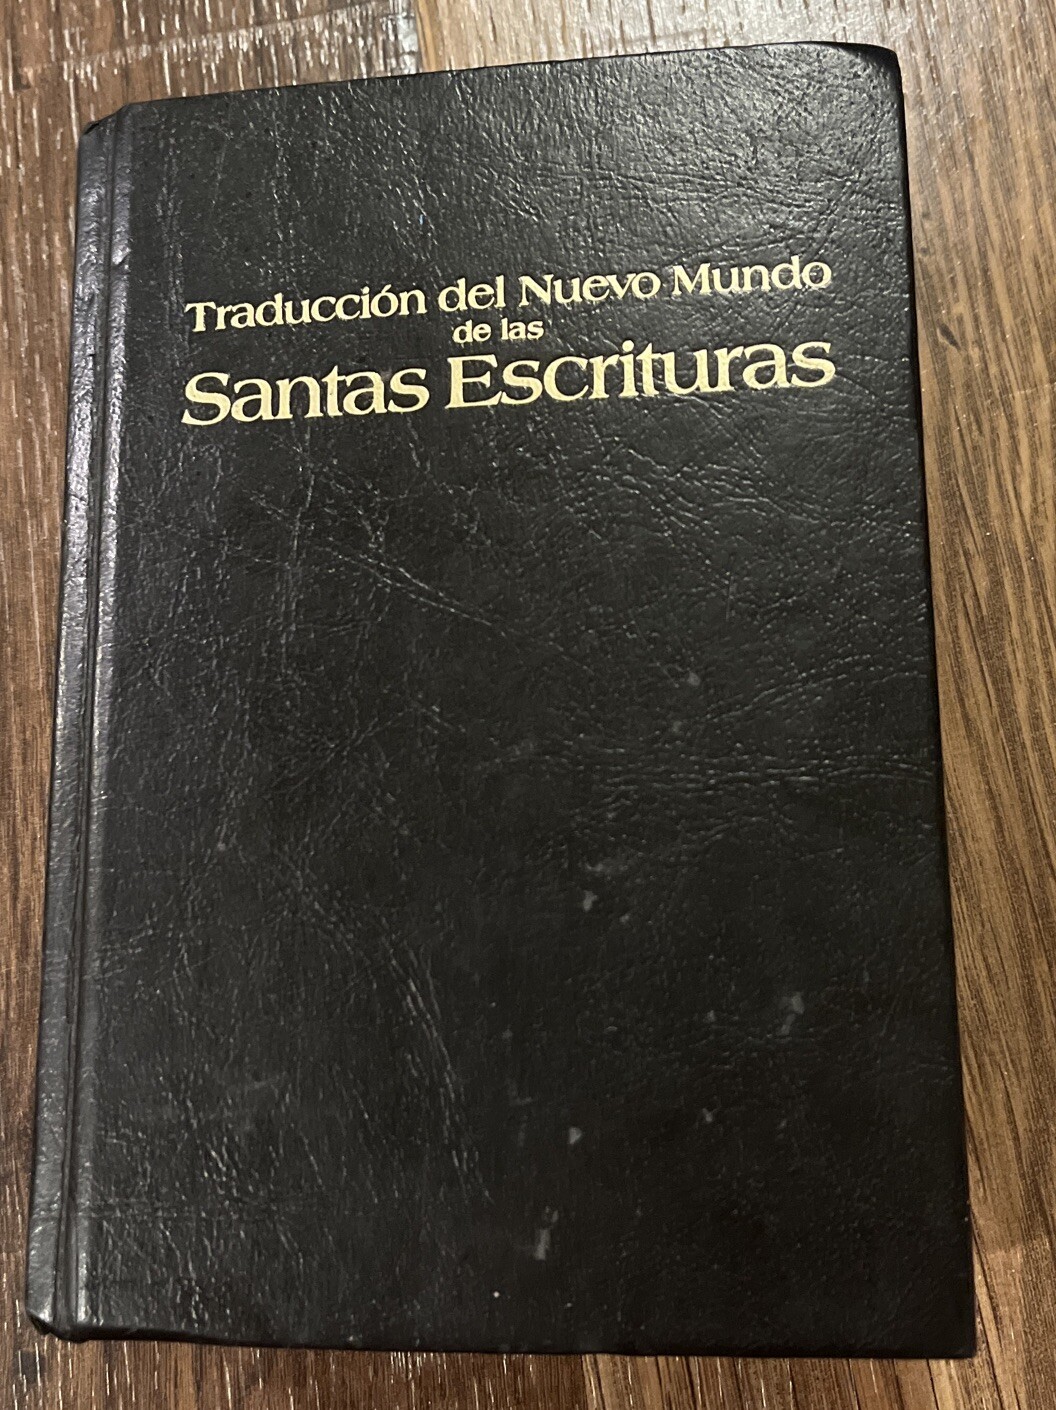 Traducción del Nuevo Mundo
de las
Santas Escrituras